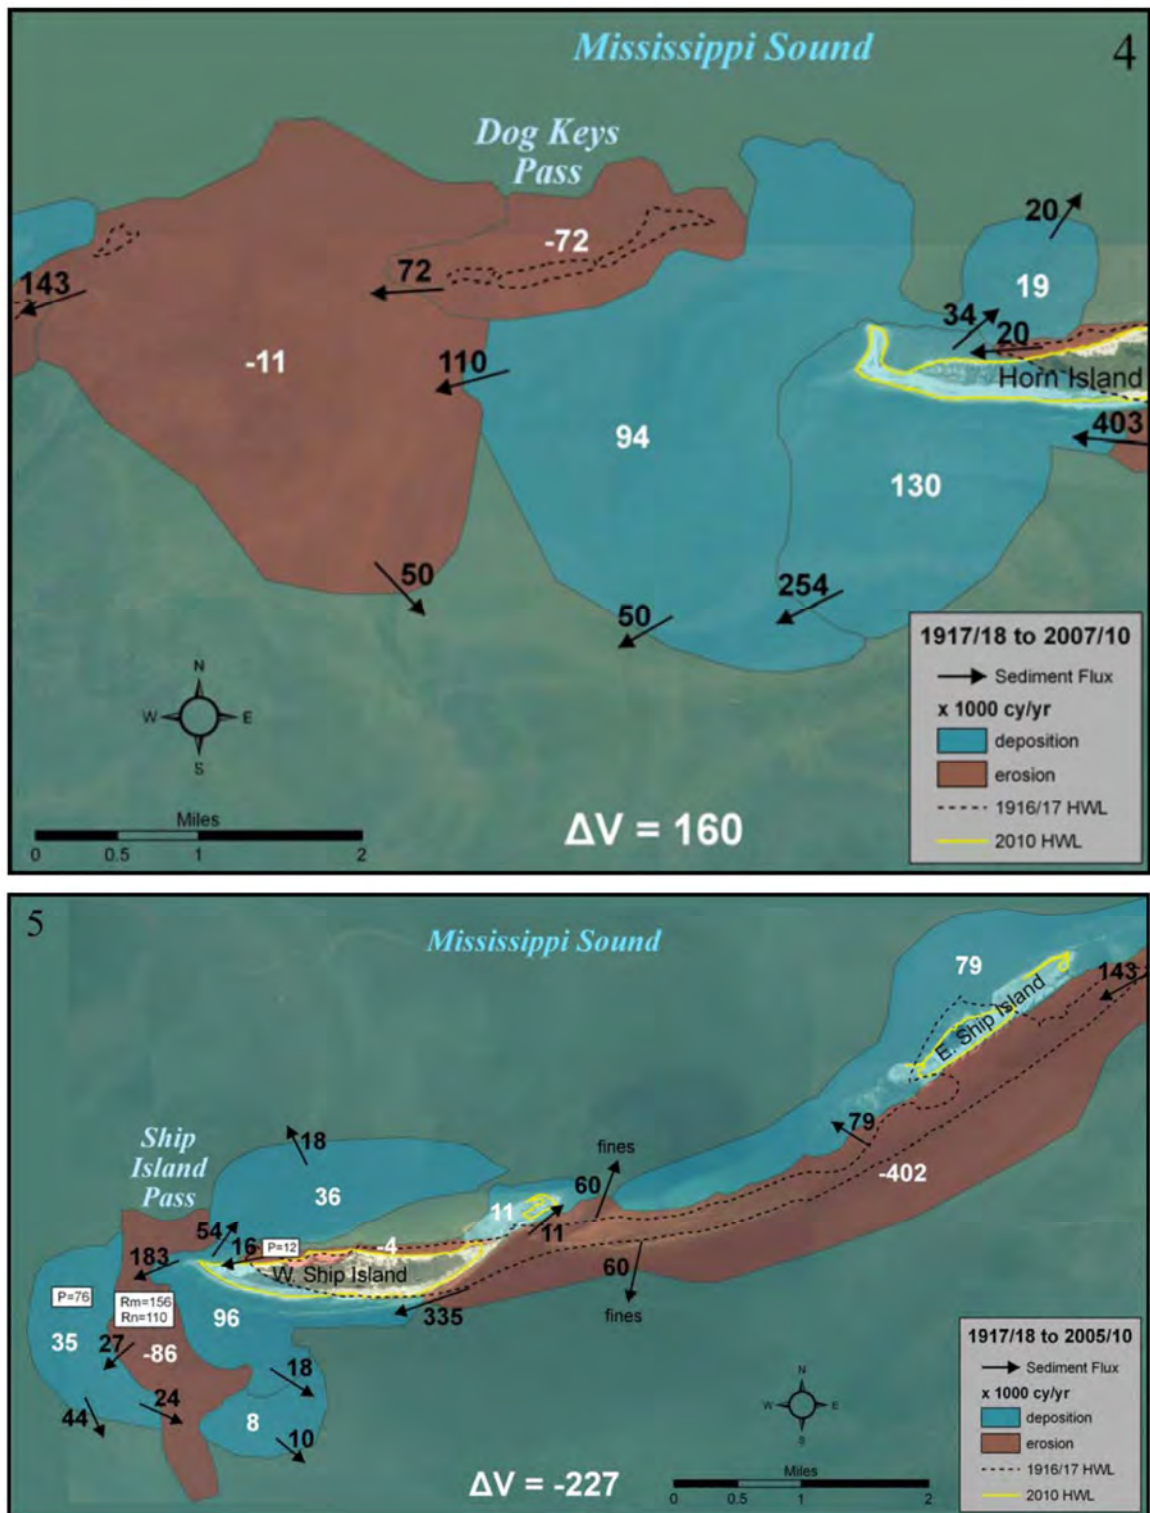 Mississippi Sound
4
Dog Keys
Pass
20
-72
143
72
19
34
20
-11
110
Horn Island
403
94
130
50
254
50
1917/18 to 2007/10
Sediment Flux
x 1000 cy/yr
deposition
erosion
1916/17 HWL
2010 HWL
N
W E
S
Miles
0 0.5 1 2
ΔV = 160
5
Mississippi Sound
79
143
E. Ship Island
Ship
Island
Pass
18
79
fines
-402
36
60
11
54
11
183
16
P=12
-4
W. Ship Island
60
fines
P=76
Rm=156
Rn=110
96
335
35
27
-86
18
24
44
8
10
1917/18 to 2005/10
Sediment Flux
x 1000 cy/yr
deposition
erosion
1916/17 HWL
2010 HWL
N
W E
S
Miles
0 0.5 1 2
ΔV = -227